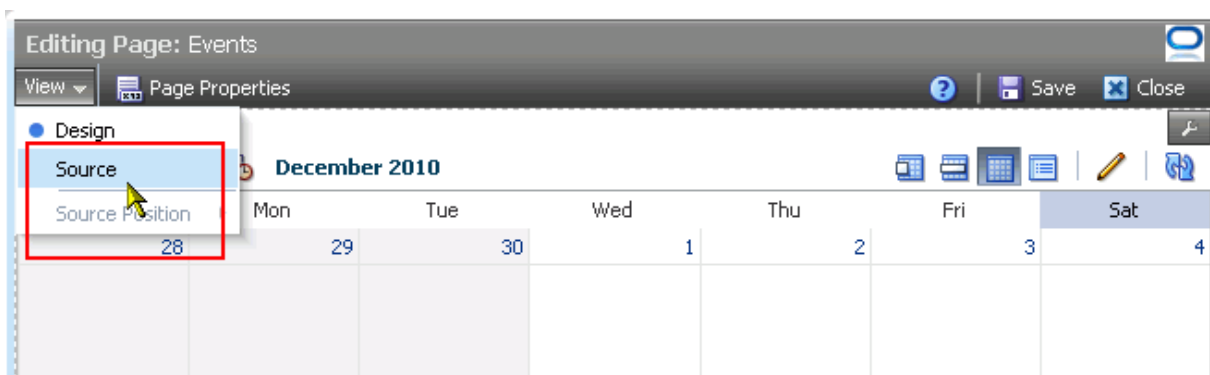 Editing Page: Events
View Page Properties Save Close
Design
Source
December 2010
Source Position
Mon Tue Wed Thu Fri Sat
28 29 30 1 2 3 4